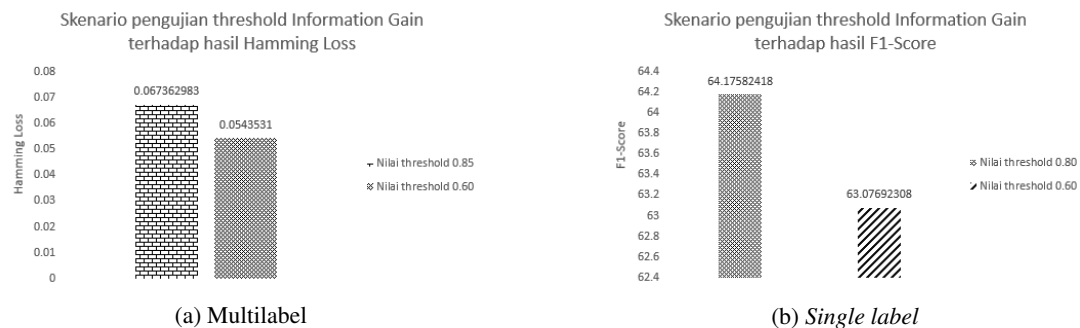 Skenario pengujian threshold Information Gain
terhadap hasil Hamming Loss
0.08
0.07
0.06
0.05
0.04
0.03
0.02
0.01
0
Hamming Loss
0.067362983
0.0543531
Nilai threshold 0.85
Nilai threshold 0.60
(a) Multilabel
Skenario pengujian threshold Information Gain
terhadap hasil F1-Score
64.4
64.2
64
63.8
63.6
63.4
63.2
63
62.8
62.6
62.4
F1-Score
64.17582418
63.07692308
Nilai threshold 0.80
Nilai threshold 0.60
(b) Single label